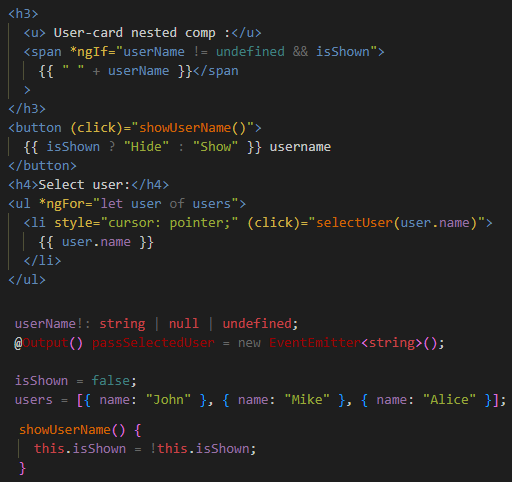 <h3>
<u> User-card nested comp :</u>
<span *ngIf="userName != undefined && isShown">
{{ " " + userName }}</span
>
</h3>
<button (click)="showUserName()">
{{ isShown ? "Hide" : "Show" }} username
</button>
<h4>Select user:</h4>
<ul *ngFor="let user of users">
<li style="cursor: pointer;" (click)="selectUser(user.name)">
{{ user.name }}
</li>
</ul>
userName!: string | null | undefined;
@Output() passSelectedUser = new EventEmitter<string>();
isShown = false;
users = [{ name: "John" }, { name: "Mike" }, { name: "Alice" }];
showUserName() {
this.isShown = !this.isShown;
}